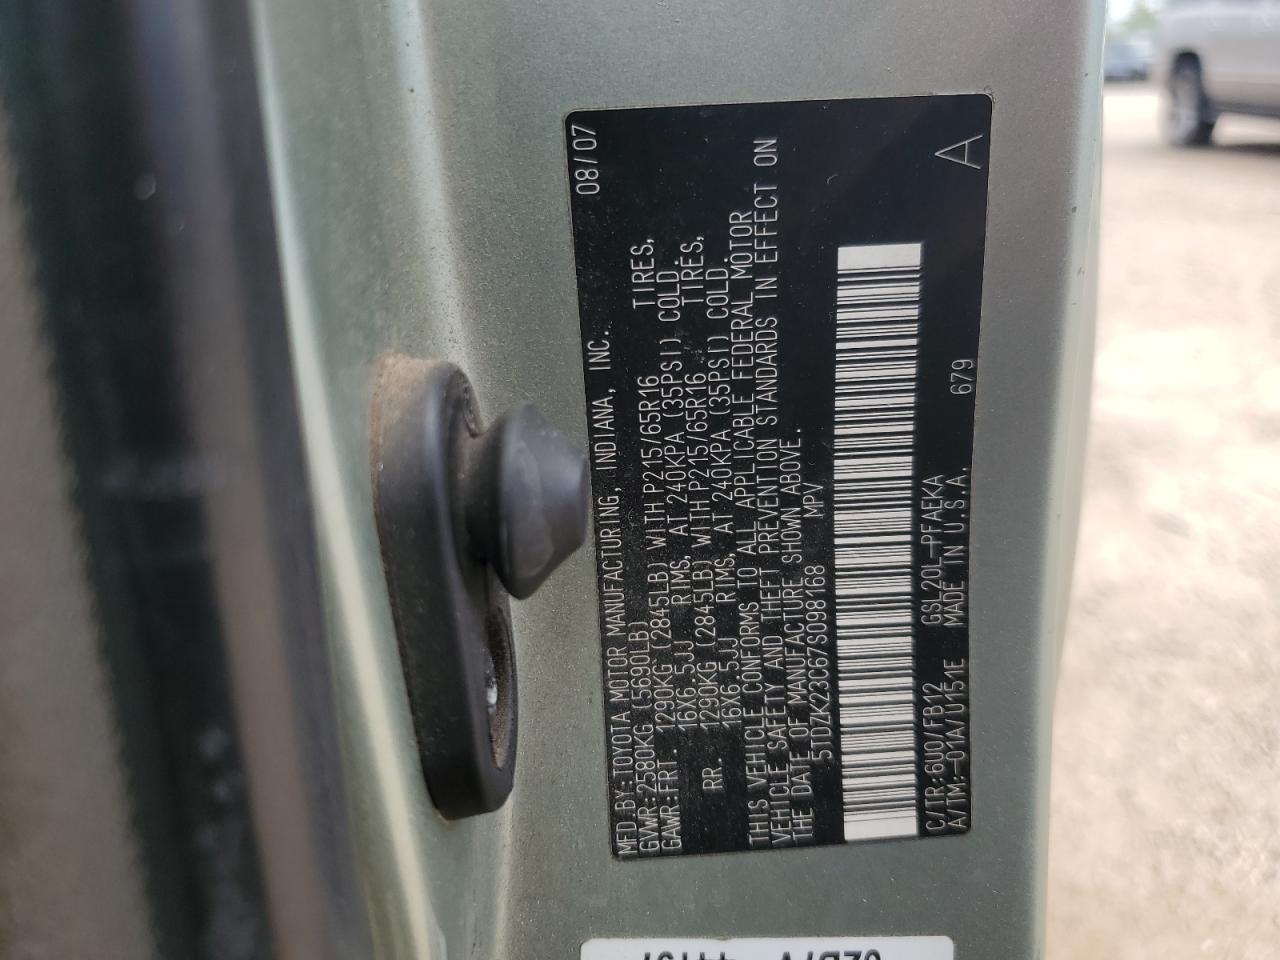 MFD.BY:TOYOTA MOTOR MANUFACTURING, INDIANA, INC. 08/07
GVWR:2580KG (5690LB)
GAWR:FRT. 1290KG (2845LB) WITH P215/65R16 TIRES,
16X6.5JJ RIMS, AT 240KPA (35PSI) COLD.
RR. 1290KG (2845LB) WITH P215/65R16 TIRES,
16X6.5JJ RIMS, AT 240KPA (35PSI) COLD.
THIS VEHICLE CONFORMS TO ALL APPLICABLE FEDERAL MOTOR
VEHICLE SAFETY AND THEFT PREVENTION STANDARDS IN EFFECT ON
THE DATE OF MANUFACTURE SHOWN ABOVE.
5TDZK23C67S098168 MPV
C/TR:6U0/FB12 GSL20L-PFAEKA
A/TM:-01A/U151E MADE IN U.S.A. 679 A